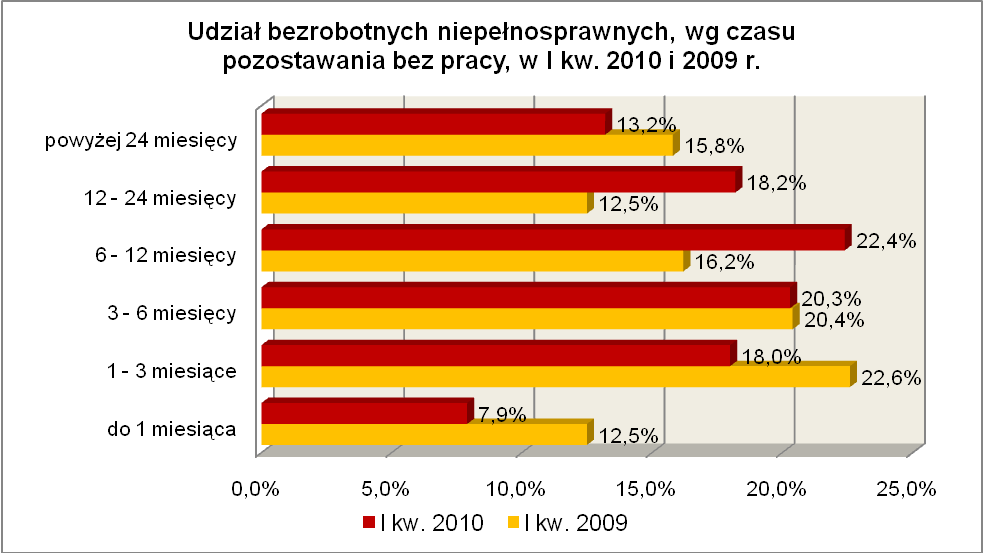 Udział bezrobotnych niepełnosprawnych, wg czasu
pozostawania bez pracy, w I kw. 2010 i 2009 r.
powyżej 24 miesięcy
13,2%
15,8%
12 - 24 miesięcy
18,2%
12,5%
6 - 12 miesięcy
22,4%
16,2%
3 - 6 miesięcy
20,3%
20,4%
1 - 3 miesiące
18,0%
22,6%
do 1 miesiąca
7,9%
12,5%
0,0% 5,0% 10,0% 15,0% 20,0% 25,0%
I kw. 2010 I kw. 2009